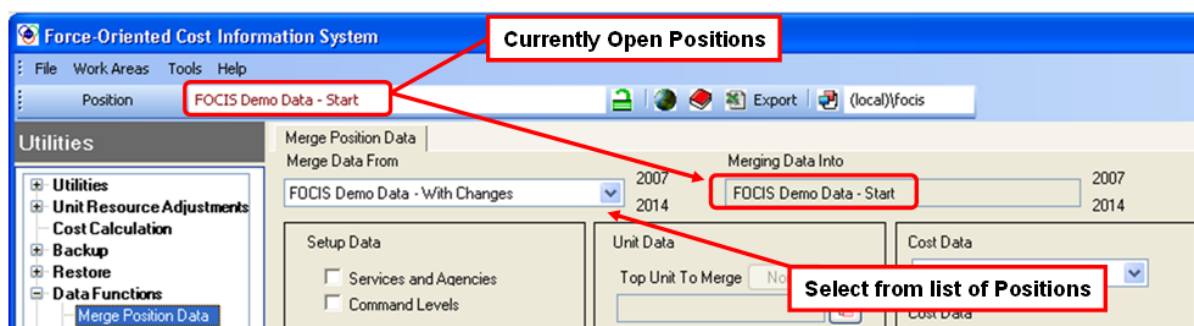 Force-Oriented Cost Information System
Currently Open Positions
File Work Areas Tools Help
Position FOCIS Demo Data - Start Export (local)\focis
Utilities
Merge Position Data
Merge Data From
Merging Data Into
FOCIS Demo Data - With Changes
2007
2014
FOCIS Demo Data - Start
2007
2014
Utilities
Unit Resource Adjustments
Cost Calculation
Backup
Restore
Data Functions
Merge Position Data
Setup Data
Services and Agencies
Command Levels
Unit Data
Top Unit To Merge
Cost Data
Select from list of Positions
Cost Data